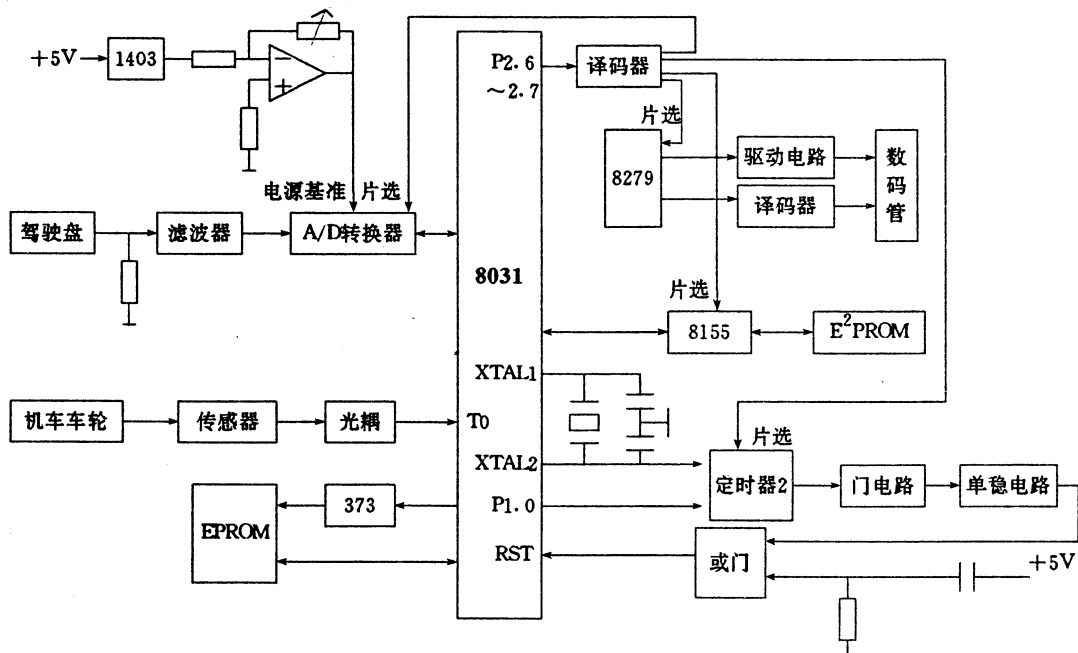 +5V
1403
−
+
P2.6
～2.7
译码器
片选
8279
驱动电路
译码器
数码管
电源基准
片选
驾驶盘
滤波器
A/D转换器
8031
片选
8155
E²PROM
XTAL1
机车车轮
传感器
光耦
T0
XTAL2
片选
定时器2
门电路
单稳电路
373
P1.0
EPROM
RST
或门
+5V